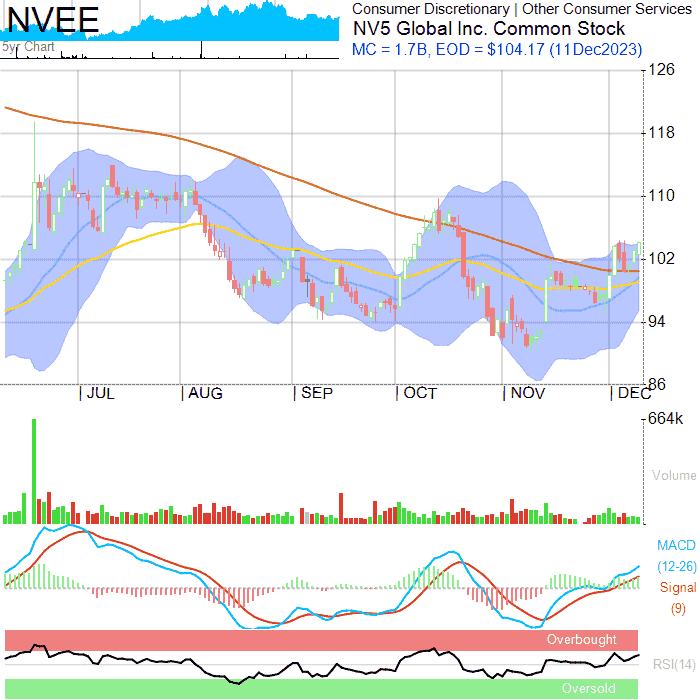 NVEE
5yr Chart
Consumer Discretionary | Other Consumer Services
NV5 Global Inc. Common Stock
MC = 1.7B, EOD = $104.17 (11Dec2023)
126
118
110
102
94
86
JUL AUG SEP OCT NOV DEC
664k
Volume
MACD
(12-26)
Signal
(9)
Overbought
RSI(14)
Oversold